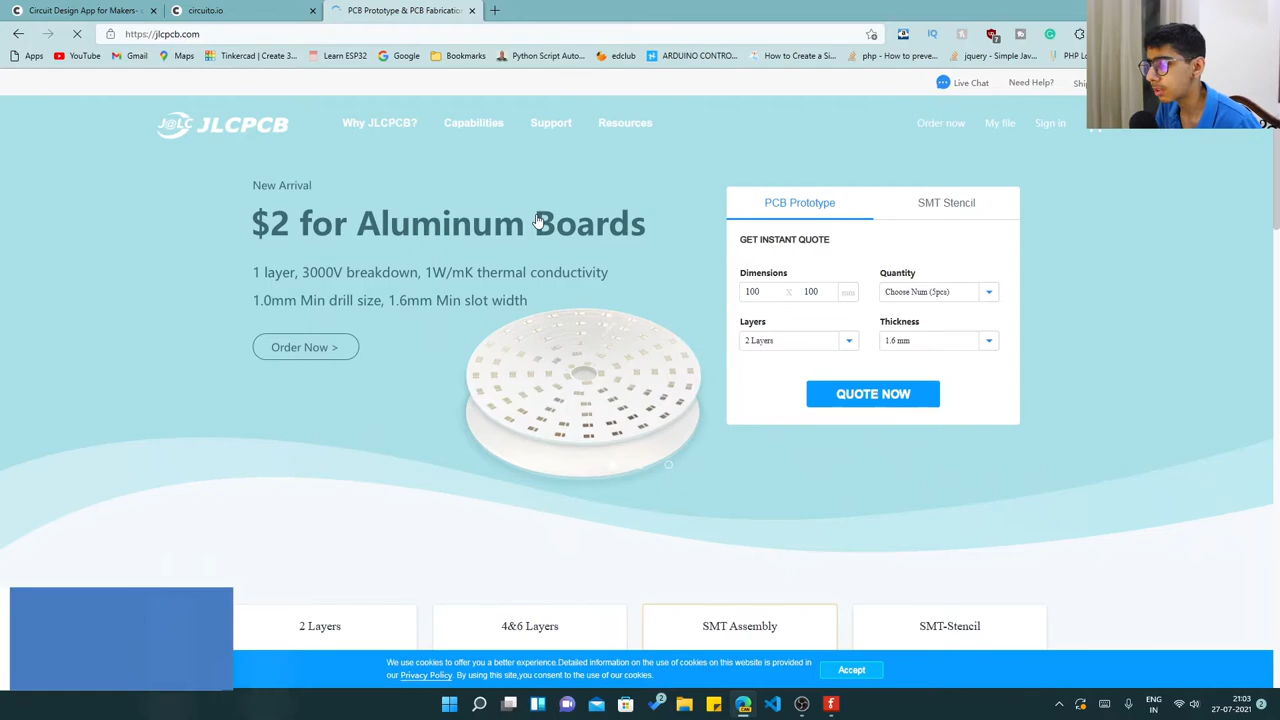 Circuit Design App for Makers-
circuito.io
PCB Prototype & PCB Fabricatio
https://jlcpcb.com
Apps
YouTube
Gmail
Maps
Tinkercad | Create 3...
Learn ESP32
Google
Bookmarks
Python Script Auto...
edclub
ARDUINO CONTRO...
How to Create a Si...
php - How to preve...
jquery - Simple Jav...
PHP Lo
Live Chat
Need Help?
Shi
JLCPCB
Why JLCPCB?
Capabilities
Support
Resources
Order now
My file
Sign in
New Arrival
$2 for Aluminum Boards
1 layer, 3000V breakdown, 1W/mK thermal conductivity
1.0mm Min drill size, 1.6mm Min slot width
Order Now >
PCB Prototype
SMT Stencil
GET INSTANT QUOTE
Dimensions
Quantity
100 X 100 mm
Choose Num (5pcs)
Layers
Thickness
2 Layers
1.6 mm
QUOTE NOW
2 Layers
4&6 Layers
SMT Assembly
SMT-Stencil
We use cookies to offer you a better experience.Detailed information on the use of cookies on this website is provided in
our Privacy Policy. By using this site,you consent to the use of our cookies.
Accept
ENG
IN
21:03
27-07-2021